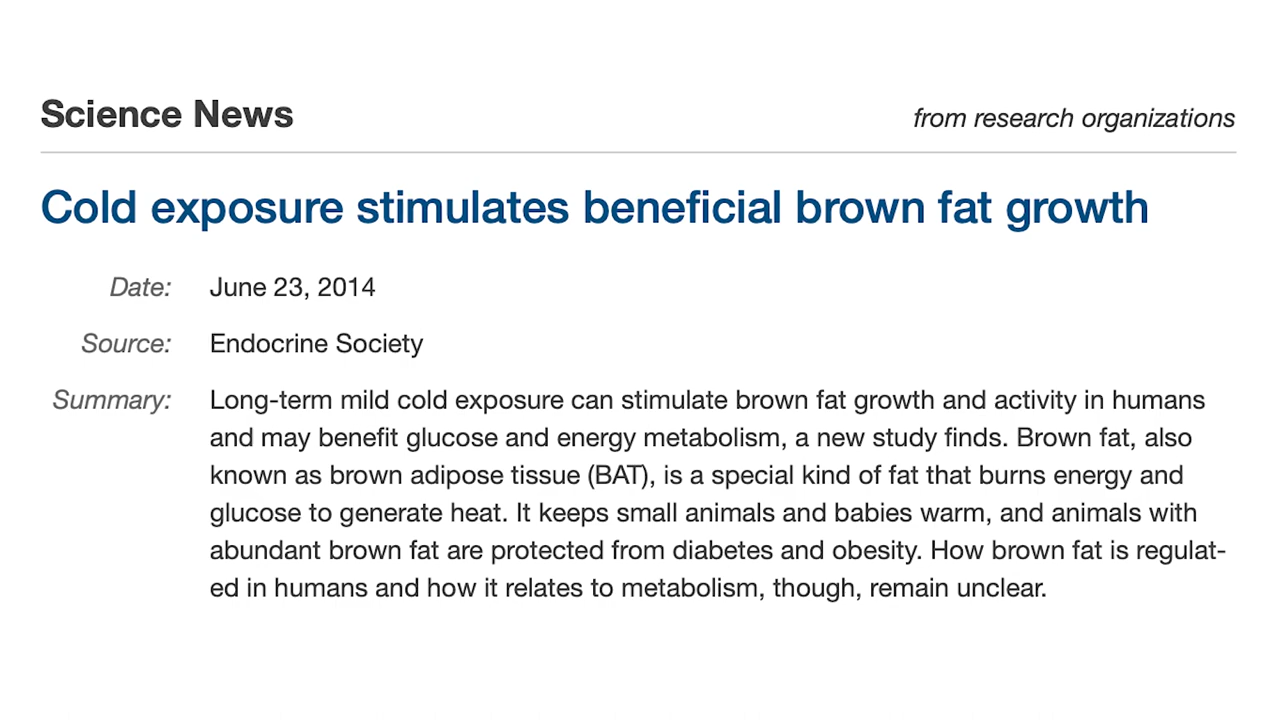 Science News
from research organizations
Cold exposure stimulates beneficial brown fat growth
Date: June 23, 2014
Source: Endocrine Society
Summary: Long-term mild cold exposure can stimulate brown fat growth and activity in humans
and may benefit glucose and energy metabolism, a new study finds. Brown fat, also
known as brown adipose tissue (BAT), is a special kind of fat that burns energy and
glucose to generate heat. It keeps small animals and babies warm, and animals with
abundant brown fat are protected from diabetes and obesity. How brown fat is regulat-
ed in humans and how it relates to metabolism, though, remain unclear.